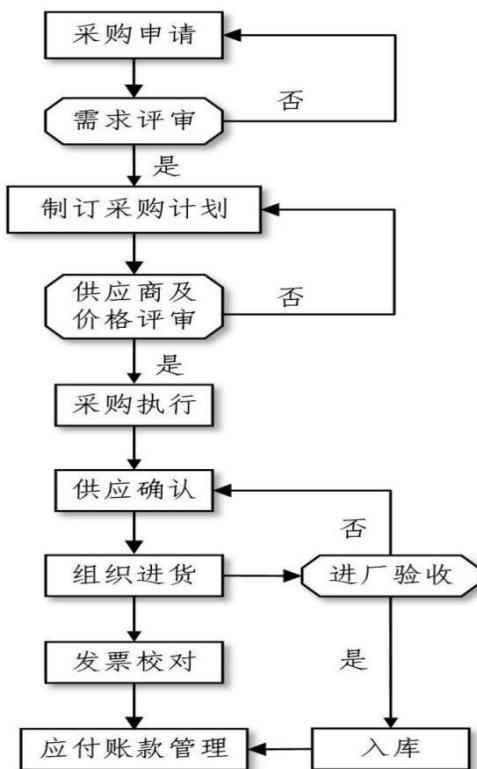 采购申请
否
需求评审
是
制订采购计划
供应商及
价格评审
否
是
采购执行
供应确认
否
组织进货
进厂验收
发票校对
是
应付账款管理
入库